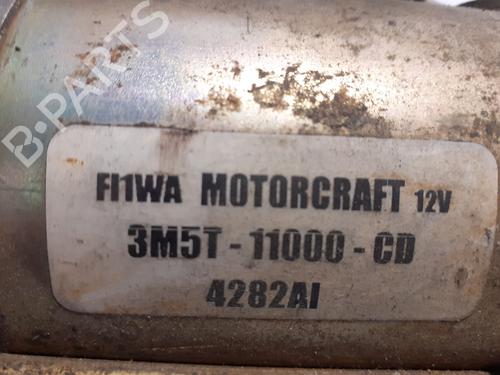 B-PARTS
FI1WA MOTORCRAFT 12V
3M5T - 11000 - CD
4282AI